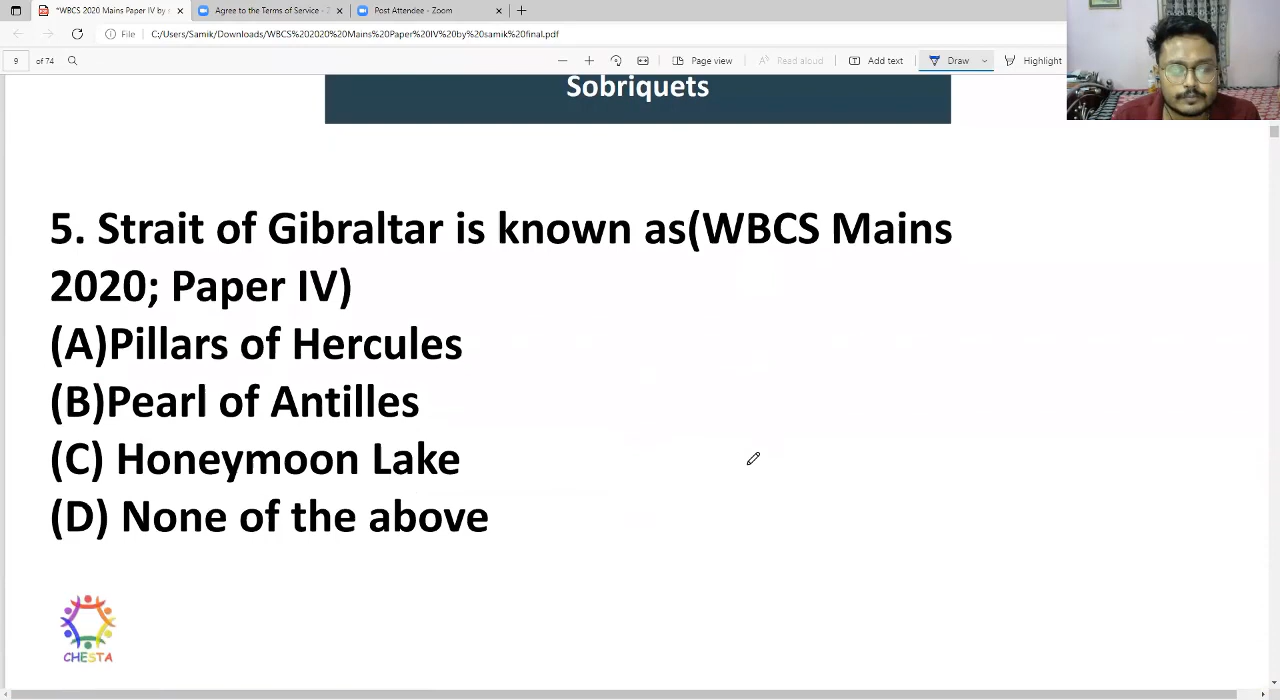 *WBCS 2020 Mains Paper IV by s
Agree to the Terms of Service - Z
Post Attendee - Zoom
File
C:/Users/Samik/Downloads/WBCS%202020%20Mains%20Paper%20IV%20by%20samik%20final.pdf
9 of 74
Page view
Read aloud
Add text
Draw
Highlight
Sobriquets
5. Strait of Gibraltar is known as(WBCS Mains
2020; Paper IV)
(A)Pillars of Hercules
(B)Pearl of Antilles
(C) Honeymoon Lake
(D) None of the above
CHESTA